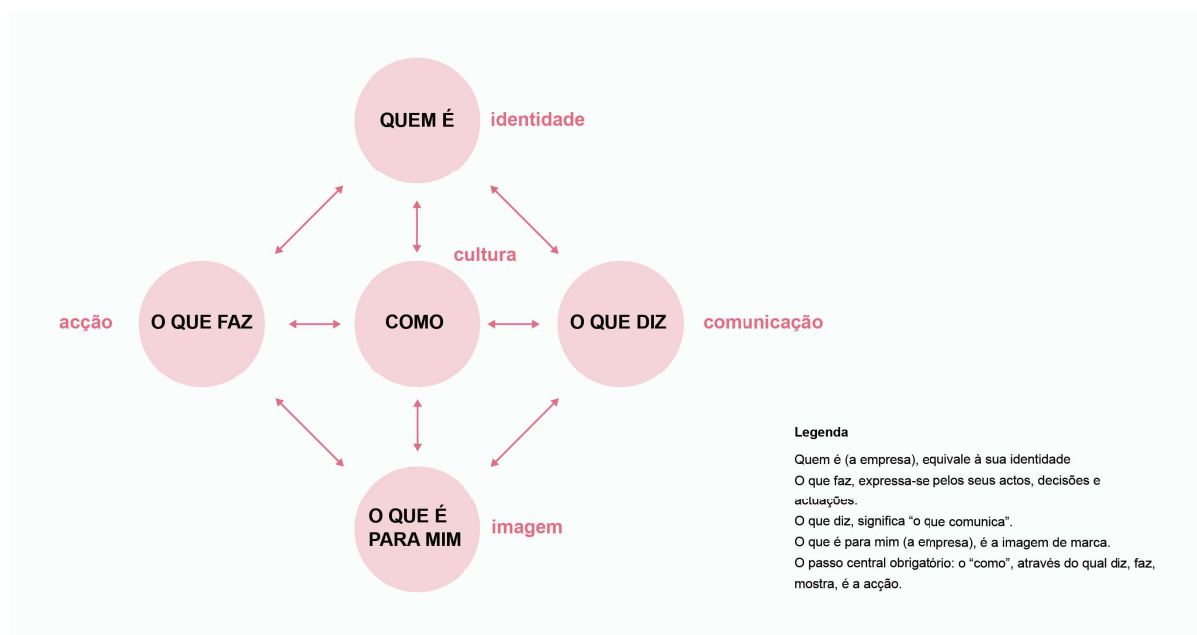 QUEM É
identidade
cultura
acção
O QUE FAZ
COMO
O QUE DIZ
comunicação
O QUE É
PARA MIM
imagem
Legenda
Quem é (a empresa), equivale à sua identidade
O que faz, expressa-se pelos seus actos, decisões e
actuações.
O que diz, significa “o que comunica”.
O que é para mim (a empresa), é a imagem de marca.
O passo central obrigatório: o “como”, através do qual diz, faz,
mostra, é a acção.